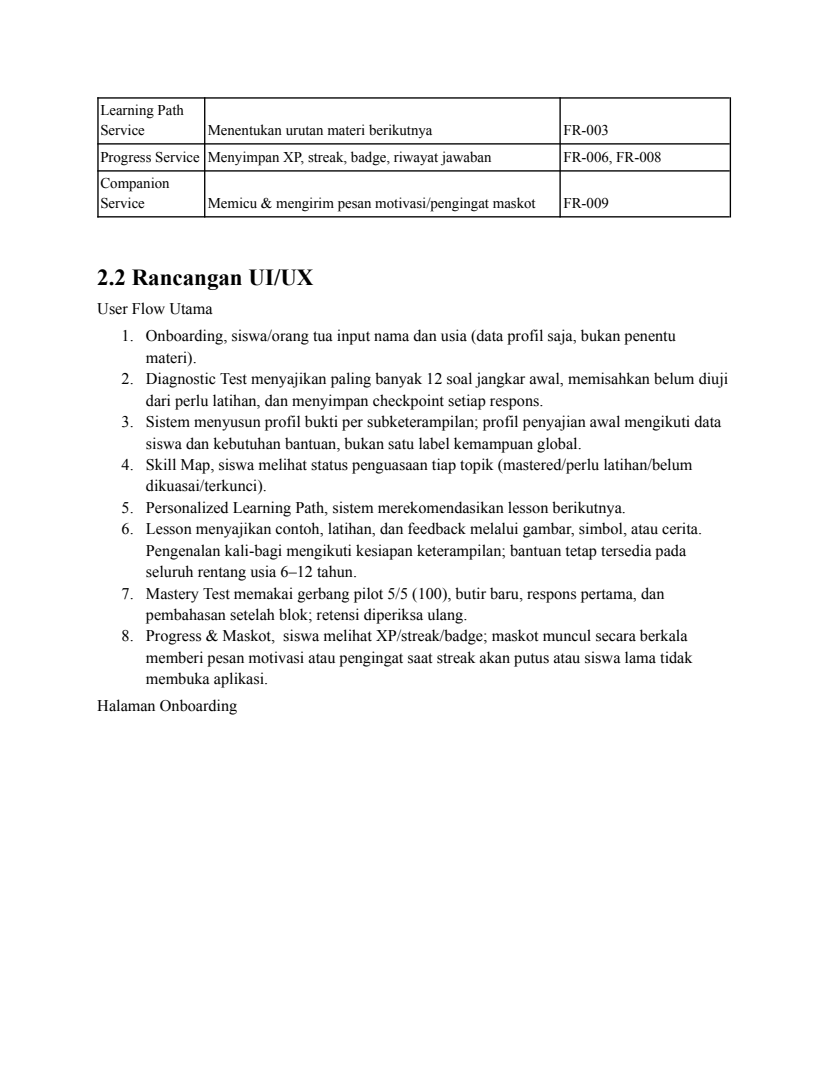 Learning Path
Service Menentukan urutan materi berikutnya FR-003
Progress Service Menyimpan XP, streak, badge, riwayat jawaban FR-006, FR-008
Companion
Service Memicu & mengirim pesan motivasi/pengingat maskot FR-009
2.2 Rancangan UI/UX
User Flow Utama
1. Onboarding, siswa/orang tua input nama dan usia (data profil saja, bukan penentu
materi).
2. Diagnostic Test menyajikan paling banyak 12 soal jangkar awal, memisahkan belum diuji
dari perlu latihan, dan menyimpan checkpoint setiap respons.
3. Sistem menyusun profil bukti per subketerampilan; profil penyajian awal mengikuti data
siswa dan kebutuhan bantuan, bukan satu label kemampuan global.
4. Skill Map, siswa melihat status penguasaan tiap topik (mastered/perlu latihan/belum
dikuasai/terkunci).
5. Personalized Learning Path, sistem merekomendasikan lesson berikutnya.
6. Lesson menyajikan contoh, latihan, dan feedback melalui gambar, simbol, atau cerita.
Pengenalan kali-bagi mengikuti kesiapan keterampilan; bantuan tetap tersedia pada
seluruh rentang usia 6–12 tahun.
7. Mastery Test memakai gerbang pilot 5/5 (100), butir baru, respons pertama, dan
pembahasan setelah blok; retensi diperiksa ulang.
8. Progress & Maskot,  siswa melihat XP/streak/badge; maskot muncul secara berkala
memberi pesan motivasi atau pengingat saat streak akan putus atau siswa lama tidak
membuka aplikasi.
Halaman Onboarding